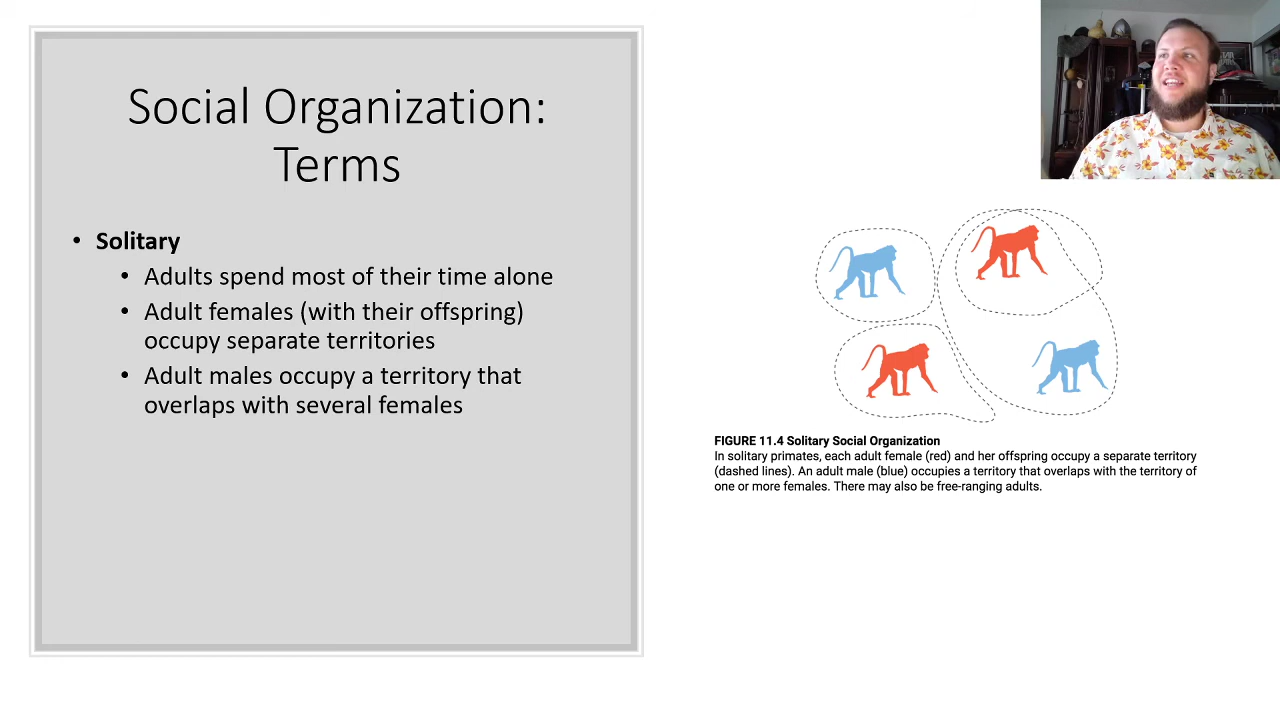 Social Organization:
Terms
• Solitary
• Adults spend most of their time alone
• Adult females (with their offspring)
occupy separate territories
• Adult males occupy a territory that
overlaps with several females
FIGURE 11.4 Solitary Social Organization
In solitary primates, each adult female (red) and her offspring occupy a separate territory
(dashed lines). An adult male (blue) occupies a territory that overlaps with the territory of
one or more females. There may also be free-ranging adults.